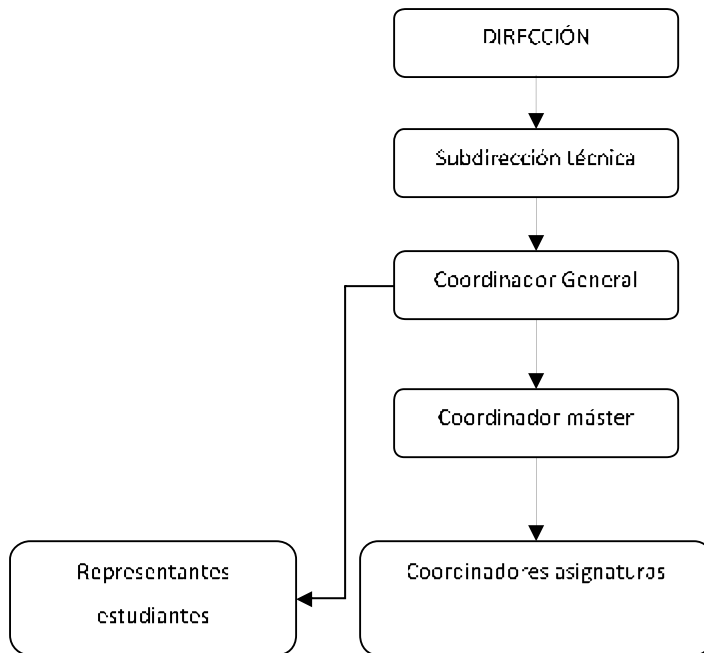 DIRECCIÓN
Subdirección técnica
Coordinador General
Coordinador máster
Representantes
estudiantes
Coordinadores asignaturas